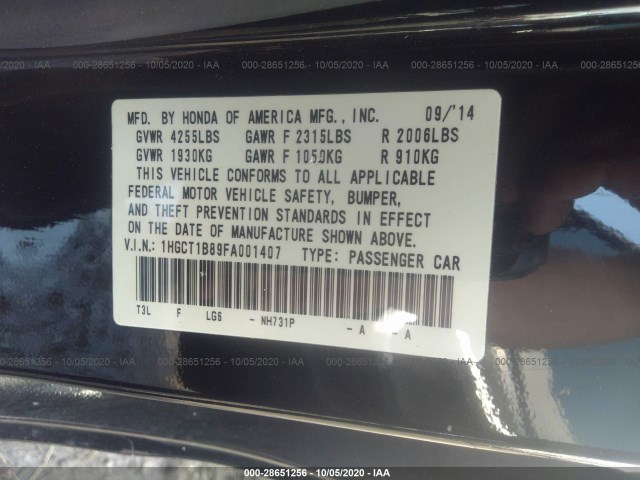 000-28651256 - 10/05/2020 - IAA
MFD. BY HONDA OF AMERICA MFG., INC. 09/'14
GVWR 4255LBS GAWR F 2315LBS R 2006LBS
GVWR 1930KG GAWR F 1050KG R 910KG
THIS VEHICLE CONFORMS TO ALL APPLICABLE
FEDERAL MOTOR VEHICLE SAFETY, BUMPER,
AND THEFT PREVENTION STANDARDS IN EFFECT
ON THE DATE OF MANUFACTURE SHOWN ABOVE.
V.I.N.: 1HGCT1B89FA001407 TYPE: PASSENGER CAR
T3L F LG6 - NH731P - A - A
000-28651256 - 10/05/2020 - IAA